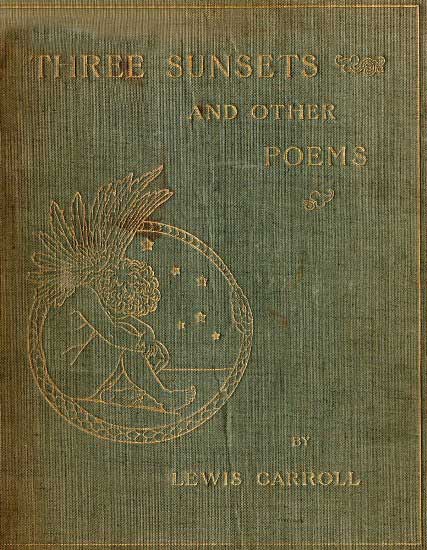 THREE SUNSETS
AND OTHER
POEMS
BY
LEWIS CARROLL